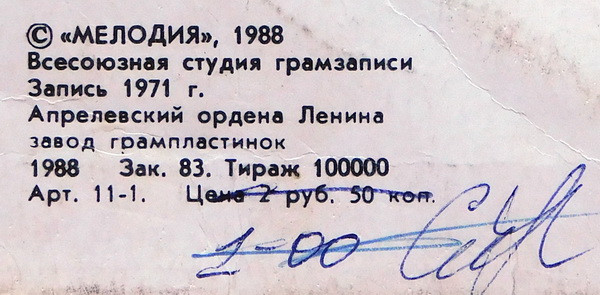 © «МЕЛОДИЯ», 1988
Всесоюзная студия грамзаписи
Запись 1971 г.
Апрелевский ордена Ленина
завод грампластинок
1988 Зак. 83. Тираж 100000
Арт. 11-1. Цена 2 руб. 50 коп.
1-00